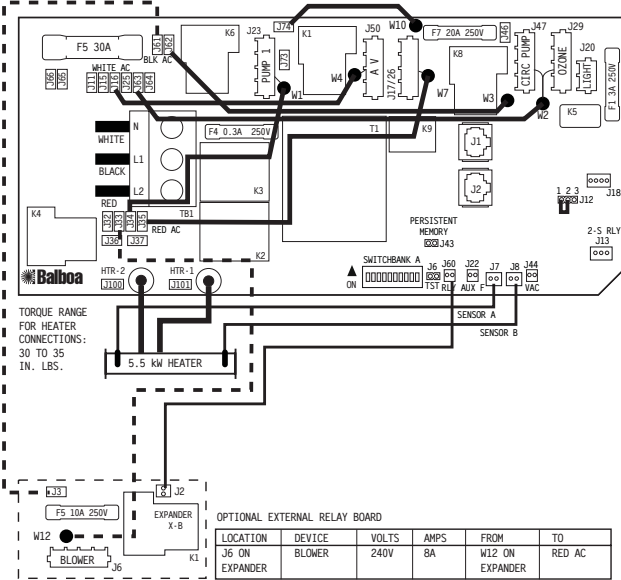 J23
J74
W10
J50
F7 20A 250V
J46
J47
J29
F5 30A
J61
J62
BLK AC
K6
PUMP 1
J73
K1
A V
J17/26
K8
CIRC PUMP
OZONE
J20
LIGHT
F1 3A 250V
WHITE AC
J66
J65
J11
J15
J16
J25
J63
J64
W4
W1
W7
W3
W2
K5
N
WHITE
L1
BLACK
L2
RED
F4 0.3A 250V
T1
K9
J1
K3
J2
1 2 3
J12
J18
K4
J32
J33
J34
J35
TB1
RED AC
J36
J37
K2
PERSISTENT
MEMORY
J43
2-S RLY
J13
Balboa
HTR-2
J100
HTR-1
J101
ON
SWITCHBANK A
J6
TST
J60
RLY
J22
AUX F
J7
J8
J44
VAC
SENSOR A
SENSOR B
TORQUE RANGE
FOR HEATER
CONNECTIONS:
30 TO 35
IN. LBS.
5.5 kW HEATER
J3
J2
F5 10A 250V
EXPANDER
X-B
W12
BLOWER
J6
K1
OPTIONAL EXTERNAL RELAY BOARD
LOCATION DEVICE VOLTS AMPS FROM TO
J6 ON BLOWER 240V 8A W12 ON RED AC
EXPANDER EXPANDER